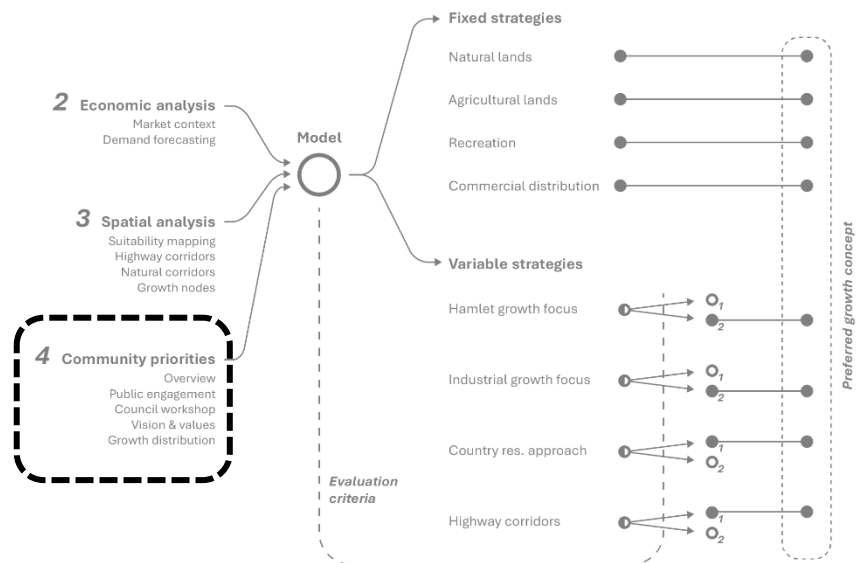 2 Economic analysis
Market context
Demand forecasting
3 Spatial analysis
Suitability mapping
Highway corridors
Natural corridors
Growth nodes
4 Community priorities
Overview
Public engagement
Council workshop
Vision & values
Growth distribution
Model
Evaluation
criteria
Fixed strategies
Natural lands
Agricultural lands
Recreation
Commercial distribution
Variable strategies
Hamlet growth focus
1
2
Industrial growth focus
1
2
Country res. approach
1
2
Highway corridors
1
2
Preferred growth concept